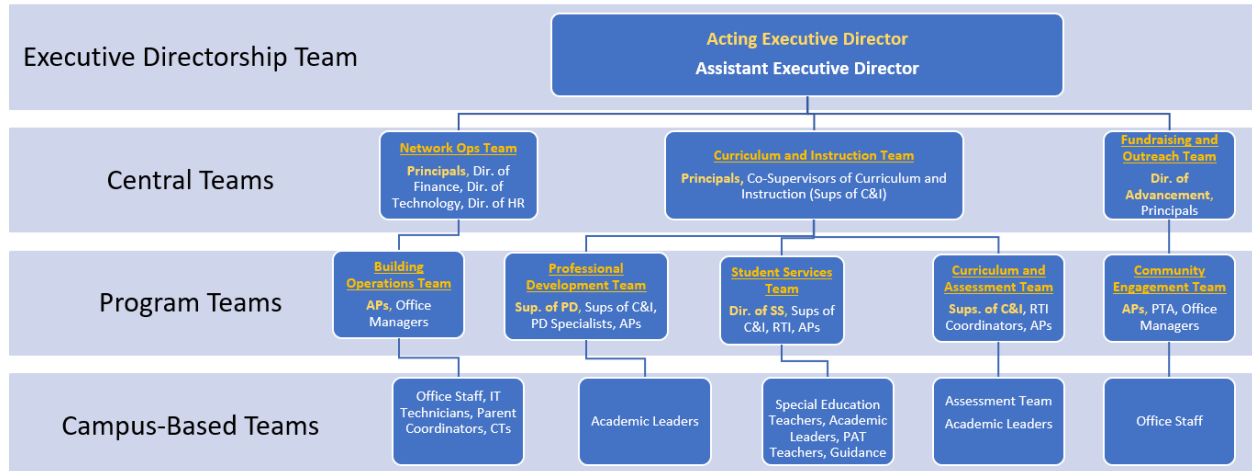 Executive Directorship Team
Acting Executive Director
Assistant Executive Director
Central Teams
Network Ops Team
Principals, Dir. of
Finance, Dir. of
Technology, Dir. of HR
Curriculum and Instruction Team
Principals, Co-Supervisors of Curriculum and
Instruction (Sups of C&I)
Fundraising and
Outreach Team
Dir. of
Advancement,
Principals
Program Teams
Building
Operations Team
APs, Office
Managers
Professional
Development Team
Sup. of PD, Sups of C&I,
PD Specialists, APs
Student Services
Team
Dir. of SS, Sups of
C&I, RTI, APs
Curriculum and
Assessment Team
Sups. of C&I, RTI
Coordinators, APs
Community
Engagement Team
APs, PTA, Office
Managers
Campus-Based Teams
Office Staff, IT
Technicians, Parent
Coordinators, CTs
Academic Leaders
Special Education
Teachers, Academic
Leaders, PAT
Teachers, Guidance
Assessment Team
Academic Leaders
Office Staff